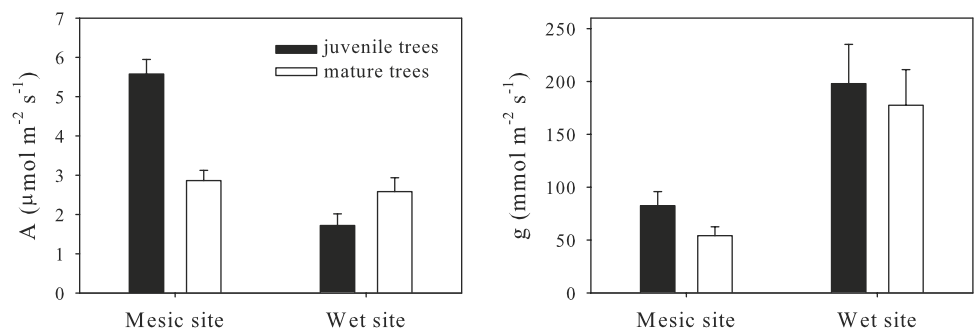 A (μmol m⁻² s⁻¹)
7
6
5
4
3
2
1
0
juvenile trees
mature trees
Mesic site
Wet site
g (mmol m⁻² s⁻¹)
250
200
150
100
50
0
Mesic site
Wet site